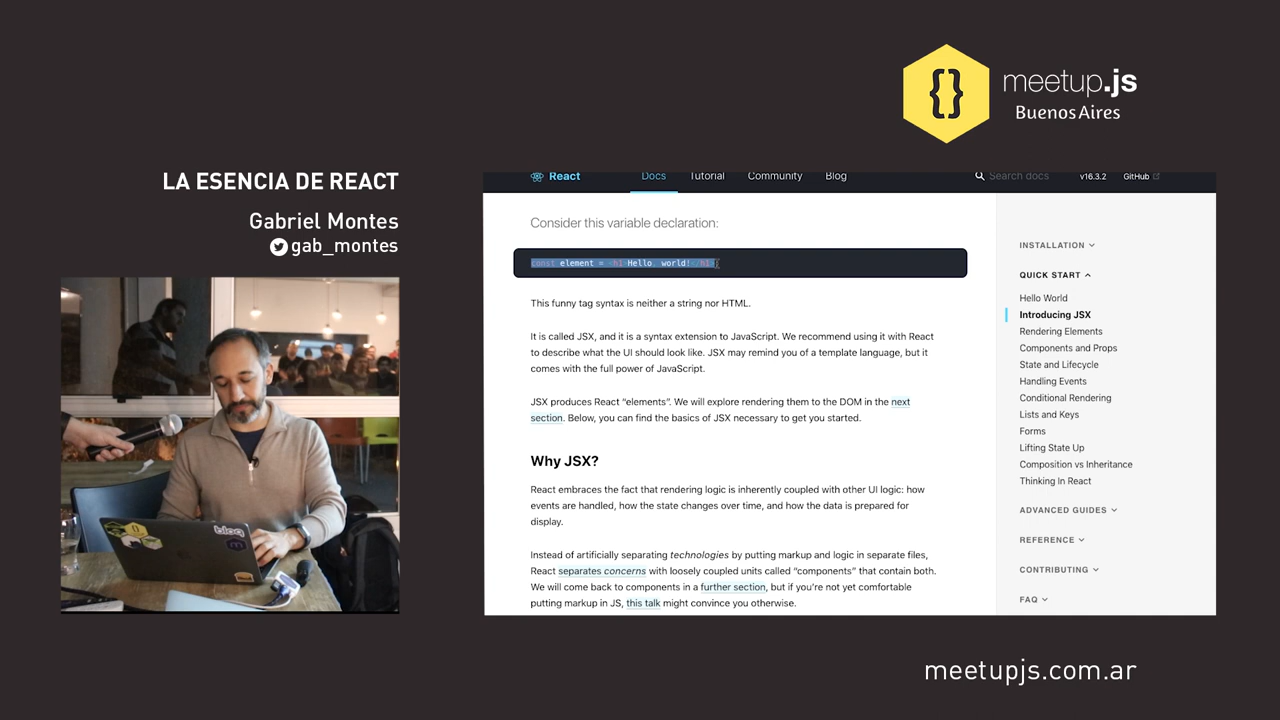 {}
meetup.js
Buenos Aires
LA ESENCIA DE REACT
Gabriel Montes
gab_montes
bloq
React
Docs
Tutorial
Community
Blog
Search docs
v16.3.2
GitHub
Consider this variable declaration:
const element = <h1>Hello, world!</h1>;
This funny tag syntax is neither a string nor HTML.
It is called JSX, and it is a syntax extension to JavaScript. We recommend using it with React
to describe what the UI should look like. JSX may remind you of a template language, but it
comes with the full power of JavaScript.
JSX produces React “elements”. We will explore rendering them to the DOM in the next
section. Below, you can find the basics of JSX necessary to get you started.
Why JSX?
React embraces the fact that rendering logic is inherently coupled with other UI logic: how
events are handled, how the state changes over time, and how the data is prepared for
display.
Instead of artificially separating technologies by putting markup and logic in separate files,
React separates concerns with loosely coupled units called “components” that contain both.
We will come back to components in a further section, but if you’re not yet comfortable
putting markup in JS, this talk might convince you otherwise.
INSTALLATION
QUICK START
Hello World
Introducing JSX
Rendering Elements
Components and Props
State and Lifecycle
Handling Events
Conditional Rendering
Lists and Keys
Forms
Lifting State Up
Composition vs Inheritance
Thinking In React
ADVANCED GUIDES
REFERENCE
CONTRIBUTING
FAQ
meetupjs.com.ar